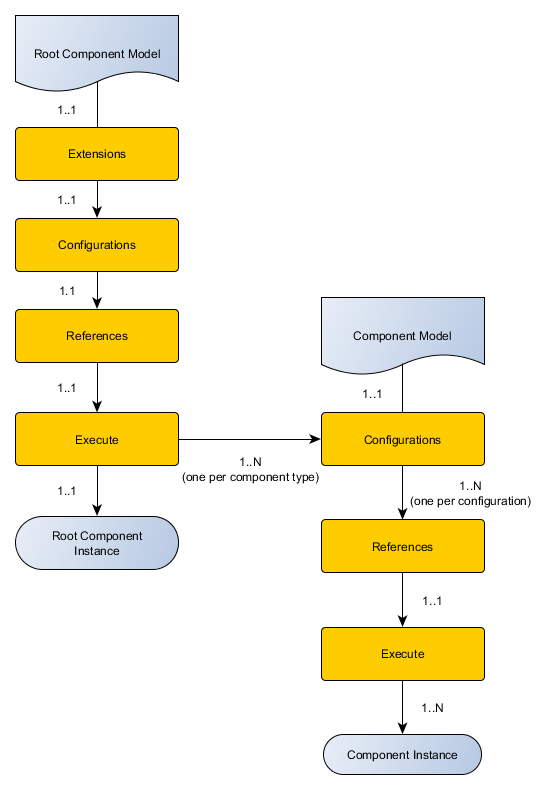 Root Component Model
1..1
Extensions
1..1
Configurations
1.1
References
1..1
Execute
1..1
Root Component
Instance
1..N
(one per component type)
Component Model
1..1
Configurations
1..N
(one per configuration)
References
1..1
Execute
1..N
Component Instance